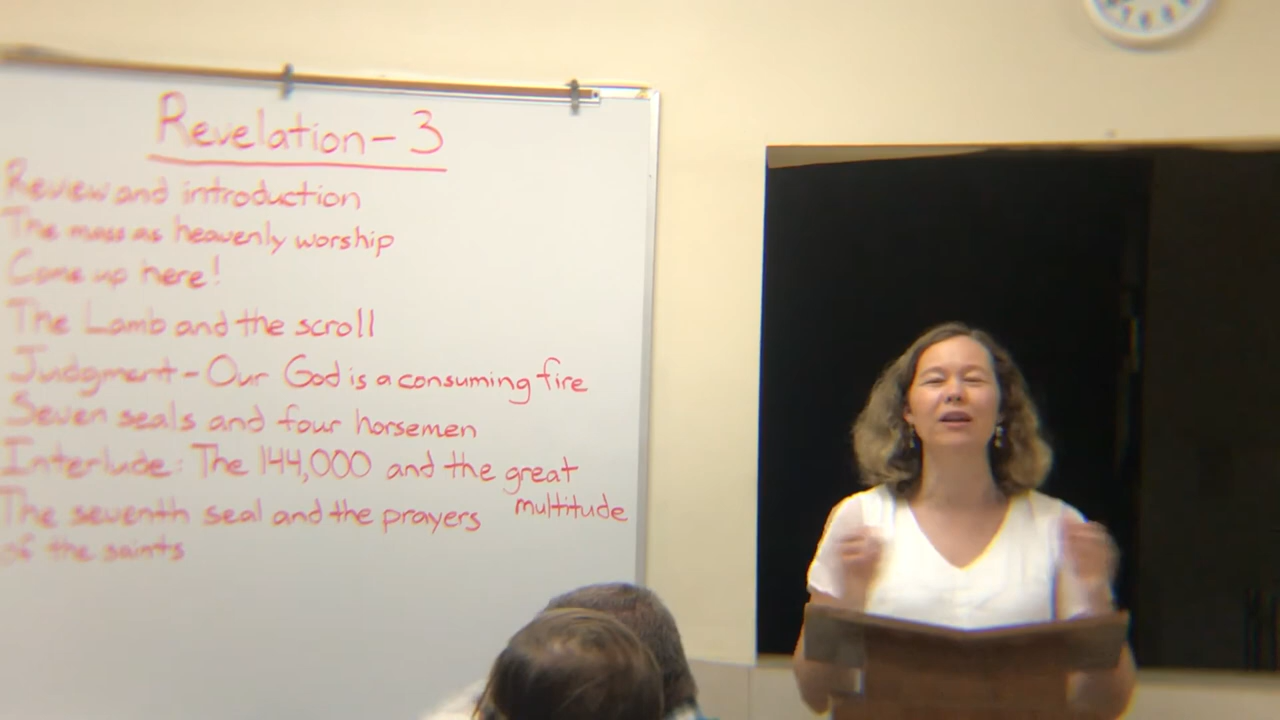 Revelation - 3
Review and introduction
The mass as heavenly worship
Come up here!
The Lamb and the scroll
Judgment - Our God is a consuming fire
Seven seals and four horsemen
Interlude: The 144,000 and the great
multitude
The seventh seal and the prayers
of the saints